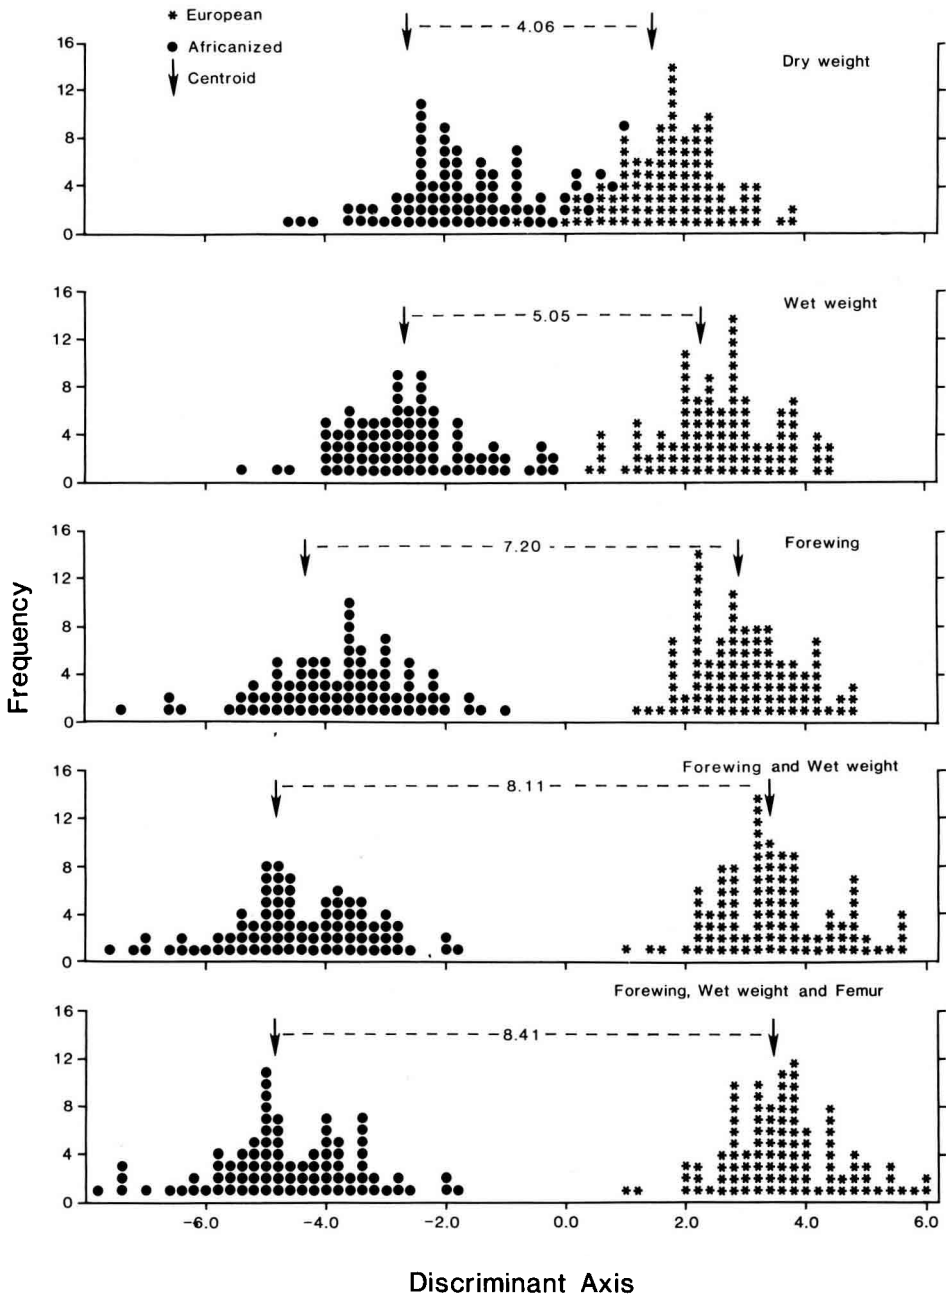 European
Africanized
Centroid
4.06
Dry weight
16
12
8
4
0
5.05
Wet weight
16
12
8
4
0
7.20
Forewing
16
12
8
4
0
Frequency
Forewing and Wet weight
8.11
16
12
8
4
0
Forewing, Wet weight and Femur
8.41
16
12
8
4
0
-6.0 -4.0 -2.0 0.0 2.0 4.0 6.0
Discriminant Axis